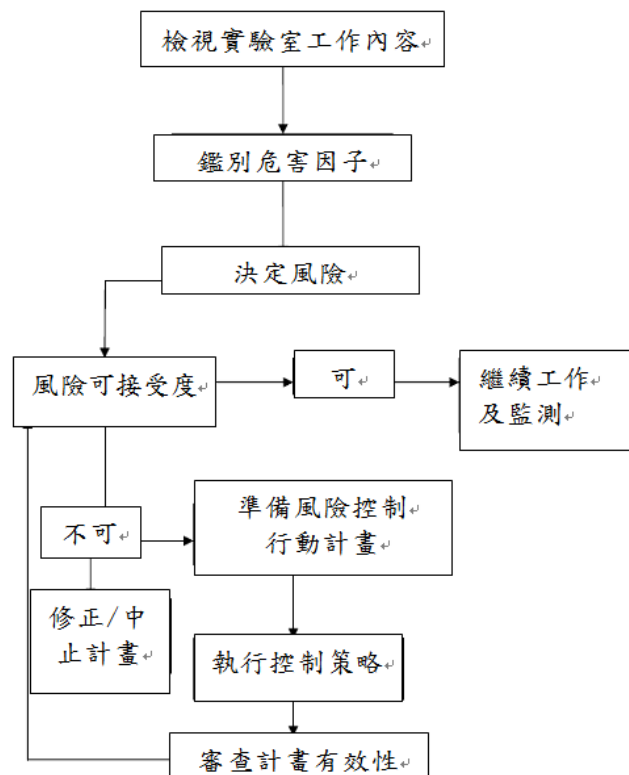 檢視實驗室工作內容
鑑別危害因子
決定風險
風險可接受度
可
繼續工作
及監測
不可
準備風險控制
行動計畫
修正/中
止計畫
執行控制策略
審查計畫有效性